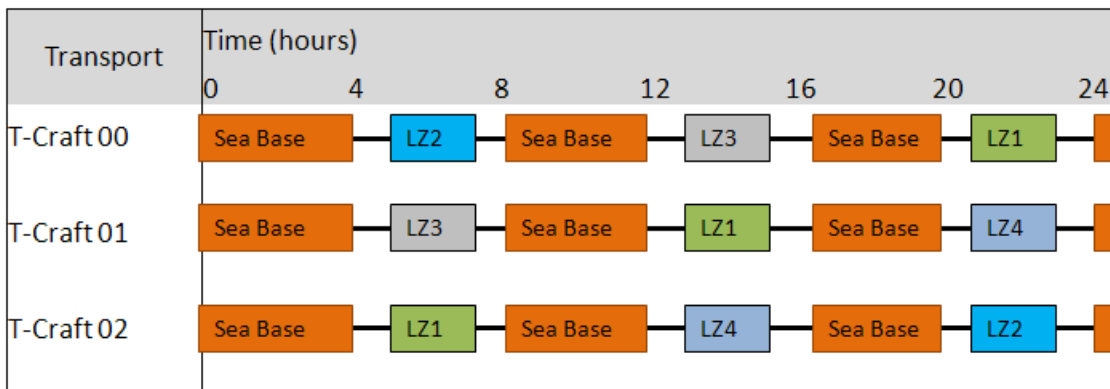 Transport
Time (hours)
0 4 8 12 16 20 24
T-Craft 00 Sea Base LZ2 Sea Base LZ3 Sea Base LZ1
T-Craft 01 Sea Base LZ3 Sea Base LZ1 Sea Base LZ4
T-Craft 02 Sea Base LZ1 Sea Base LZ4 Sea Base LZ2